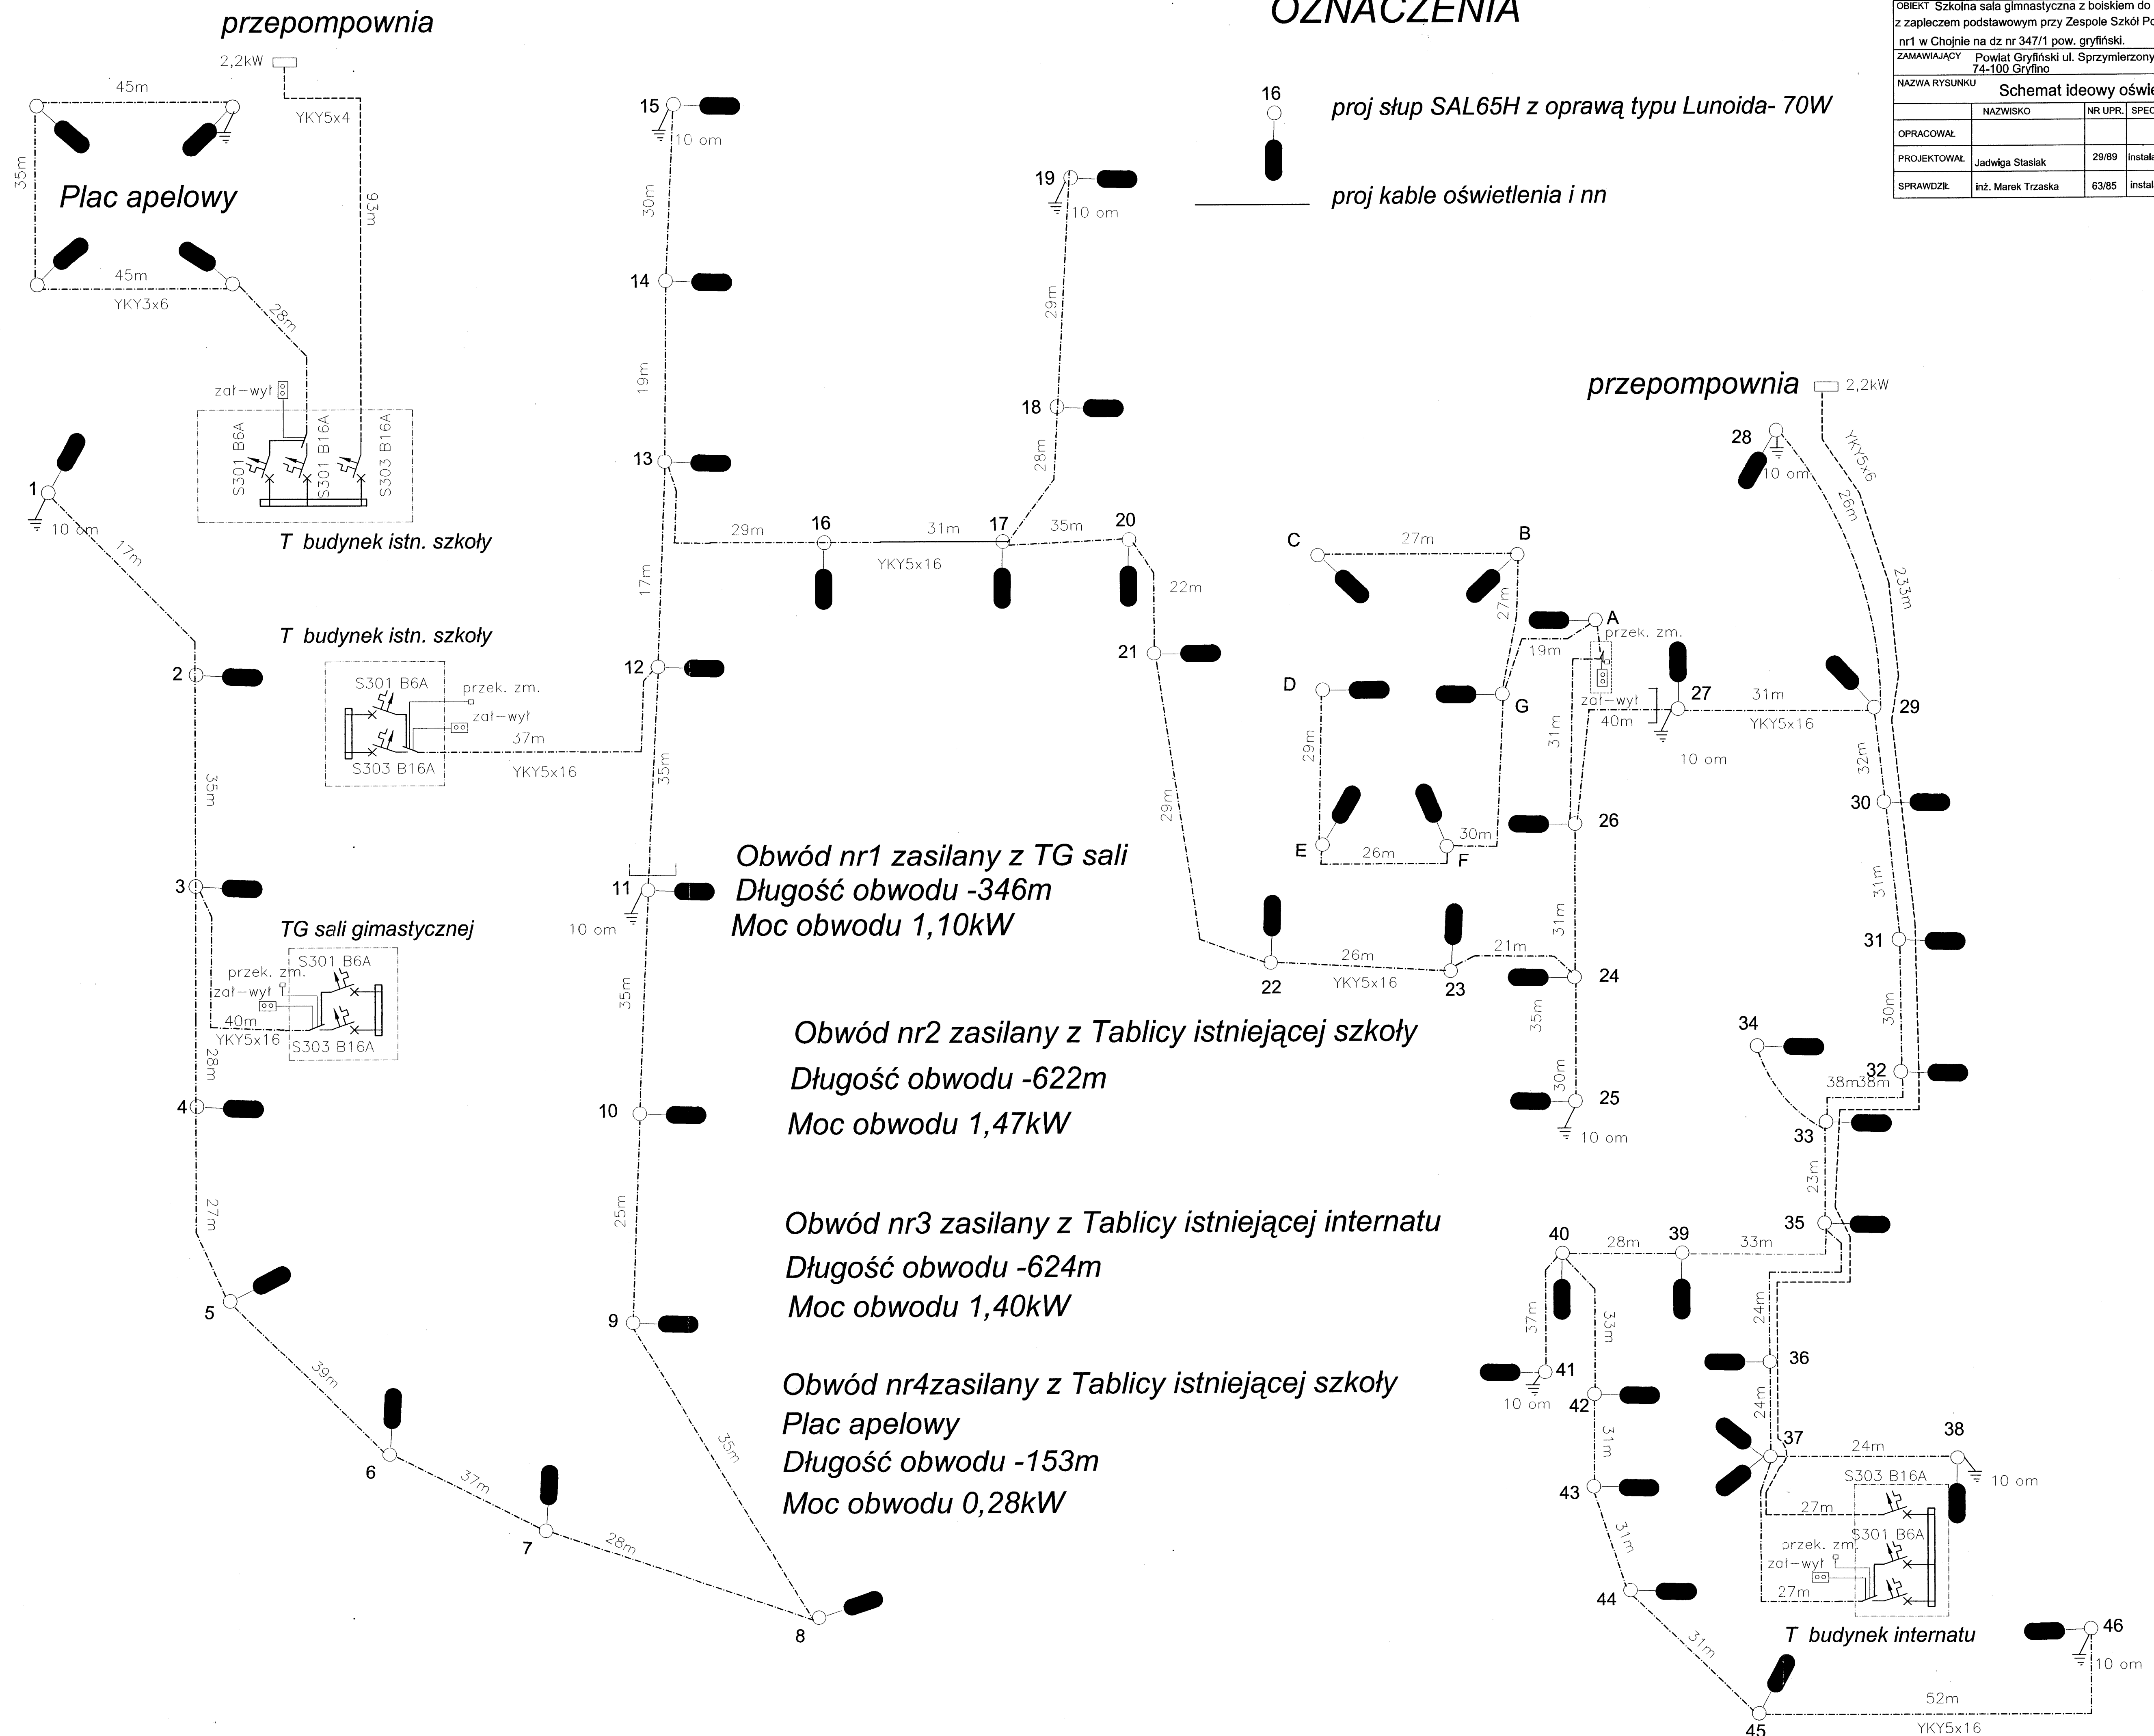 przepompownia
2,2kW
45m
YKY5x4
35m
93m
Plac apelowy
45m
YKY3x6
28m
zał-wył
S301 B6A
S301 B16A
S303 B16A
T budynek istn. szkoły
1
10 om
17m
2
35m
3
28m
4
27m
5
39m
6
37m
7
28m
8
35m
9
25m
10
35m
11
10 om
35m
12
17m
13
19m
14
30m
15
10 om
T budynek istn. szkoły
S301 B6A
przek. zm.
zał-wył
37m
YKY5x16
S303 B16A
TG sali gimastycznej
S301 B6A
przek. zm.
zał-wył
40m
YKY5x16
S303 B16A
29m
16
31m
YKY5x16
17
28m
18
29m
19
10 om
35m
20
22m
21
29m
22
26m
YKY5x16
23
21m
24
35m
30m
25
10 om
31m
26
31m
40m
27
10 om
31m
YKY5x16
C
27m
B
27m
A
przek. zm.
19m
zał-wył
G
D
29m
E
26m
F
30m
OZNACZENIA
16
proj słup SAL65H z oprawą typu Lunoida- 70W
proj kable oświetlenia i nn
OBIEKT Szkolna sala gimnastyczna z boiskiem do
z zapleczem podstawowym przy Zespole Szkół Po
nr1 w Chojnie na dz nr 347/1 pow. gryfiński.
ZAMAWIAJĄCY Powiat Gryfiński ul. Sprzymierzony
74-100 Gryfino
NAZWA RYSUNKU Schemat ideowy oświe
NAZWISKO NR UPR. SPEC
OPRACOWAŁ
PROJEKTOWAŁ Jadwiga Stasiak 29/89 instala
SPRAWDZIŁ inż. Marek Trzaska 63/85 instal
przepompownia
2,2kW
YKY5x6
233m
28
10 om
26m
29
32m
30
31m
31
30m
32
38m
38m
34
33
23m
35
33m
39
28m
40
37m
41
10 om
33m
42
31m
43
31m
44
31m
45
52m
YKY5x16
46
10 om
24m
36
24m
37
24m
38
10 om
S303 B16A
27m
S301 B6A
przek. zm.
zał-wył
27m
T budynek internatu
Obwód nr1 zasilany z TG sali
Długość obwodu -346m
Moc obwodu 1,10kW
Obwód nr2 zasilany z Tablicy istniejącej szkoły
Długość obwodu -622m
Moc obwodu 1,47kW
Obwód nr3 zasilany z Tablicy istniejącej internatu
Długość obwodu -624m
Moc obwodu 1,40kW
Obwód nr4zasilany z Tablicy istniejącej szkoły
Plac apelowy
Długość obwodu -153m
Moc obwodu 0,28kW